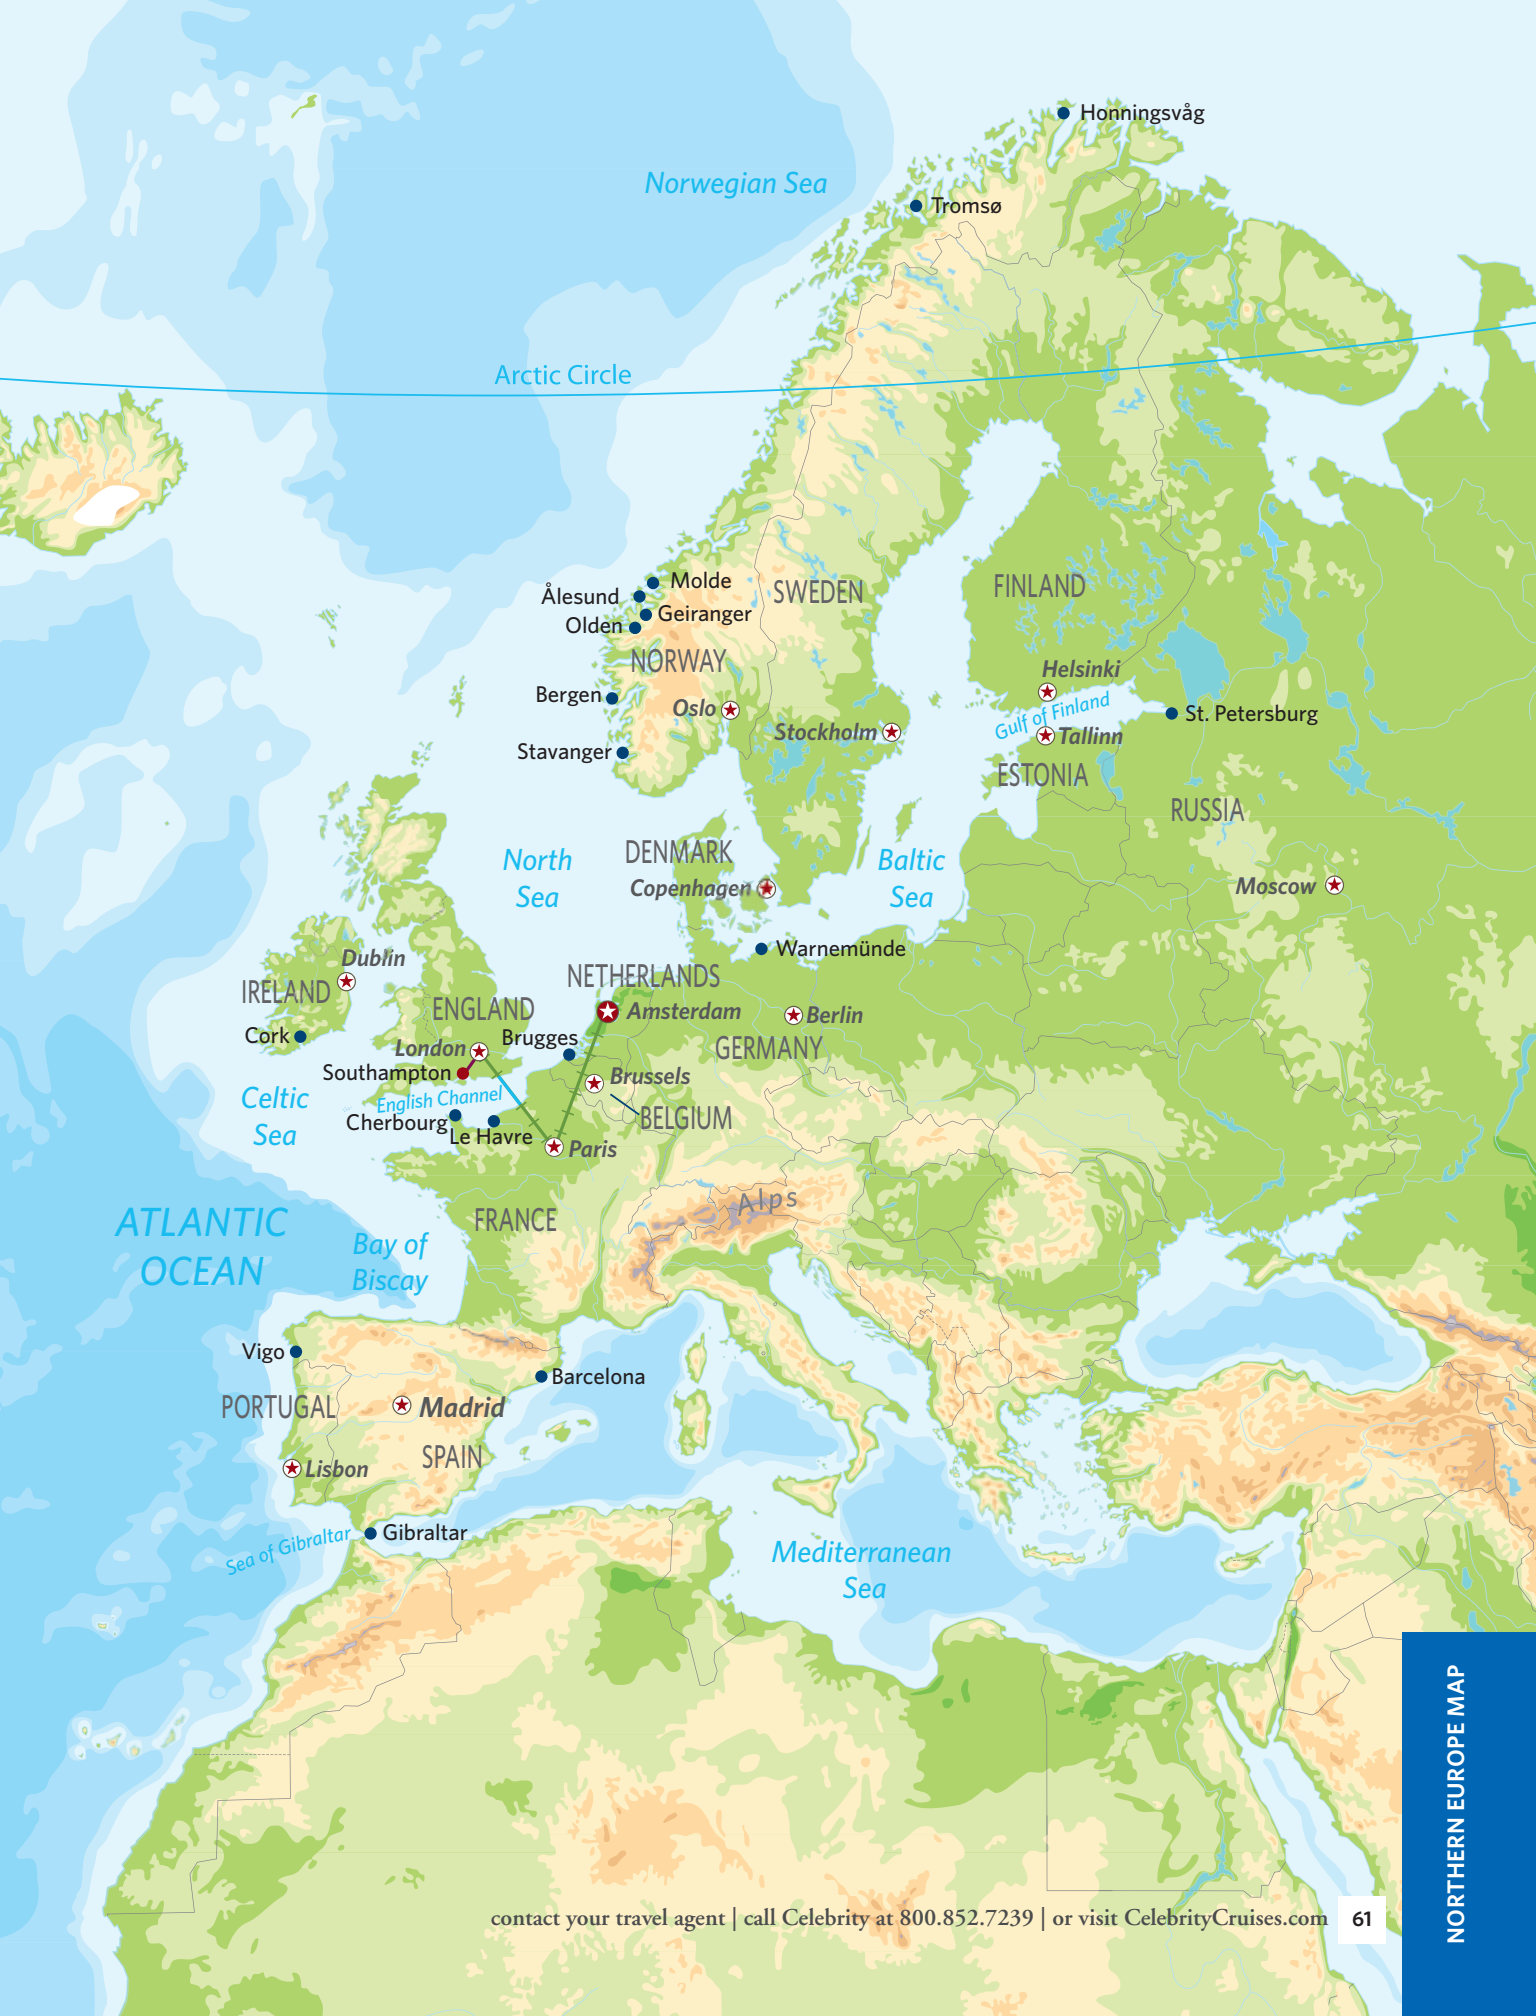 Honningsvåg
Norwegian Sea
Tromsø
Arctic Circle
Molde
Ålesund
Geiranger
Olden
SWEDEN
FINLAND
NORWAY
Helsinki
Bergen
Oslo
Gulf of Finland
St. Petersburg
Stockholm
Tallinn
Stavanger
ESTONIA
RUSSIA
DENMARK
North
Sea
Baltic
Sea
Copenhagen
Moscow
Warnemünde
Dublin
NETHERLANDS
IRELAND
ENGLAND
Amsterdam
Berlin
Cork
Brugges
London
GERMANY
Southampton
Brussels
Celtic
Sea
English Channel
Cherbourg
BELGIUM
Le Havre
Paris
Alps
ATLANTIC
OCEAN
FRANCE
Bay of
Biscay
Vigo
Barcelona
PORTUGAL
Madrid
SPAIN
Lisbon
Gibraltar
Sea of Gibraltar
Mediterranean
Sea
NORTHERN EUROPE MAP
contact your travel agent | call Celebrity at 800.852.7239 | or visit CelebrityCruises.com
61